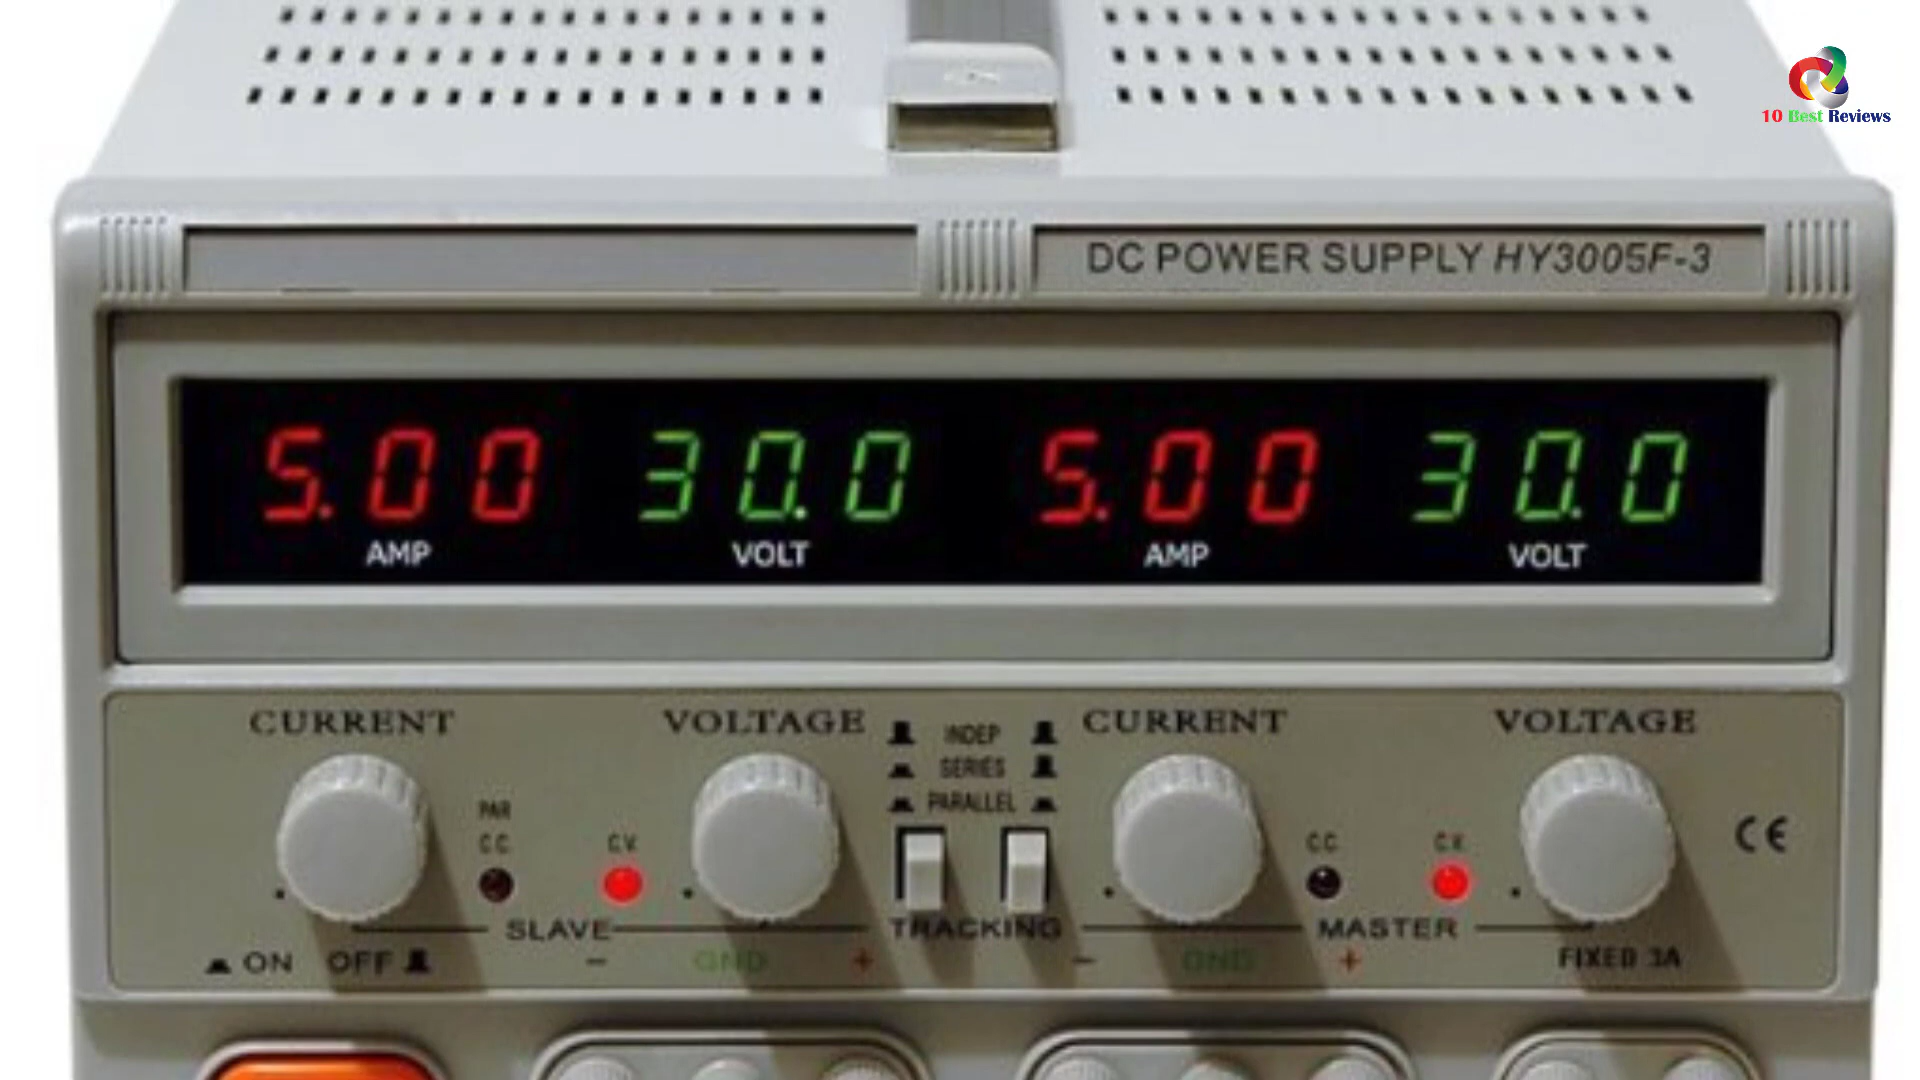 10 Best Reviews
DC POWER SUPPLY HY3005F-3
5.00 30.0 5.00 30.0
AMP VOLT AMP VOLT
CURRENT VOLTAGE INDEP CURRENT VOLTAGE
SERIES
PAR PARALLEL
C.C. C.V. C.C. C.V. CE
SLAVE TRACKING MASTER
ON OFF - GND + - GND + FIXED 3A